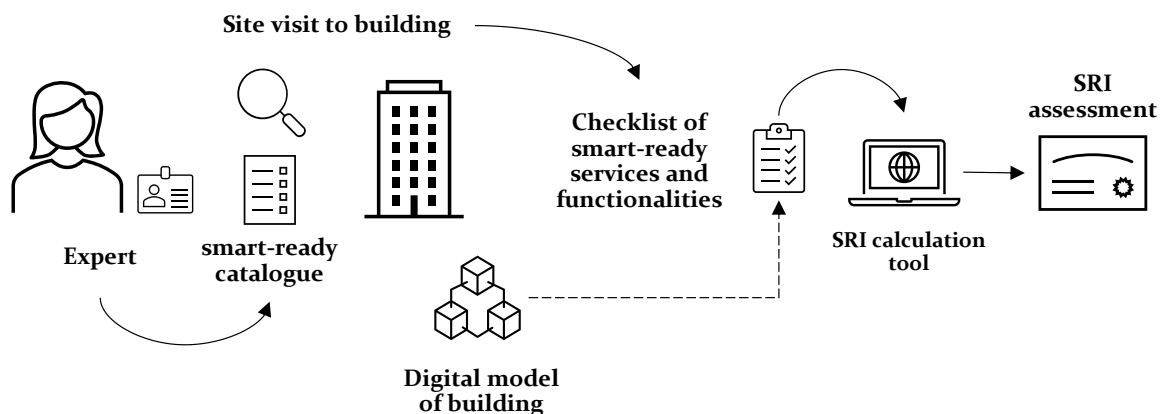 Site visit to building
Expert
smart-ready
catalogue
Digital model
of building
Checklist of
smart-ready
services and
functionalities
SRI calculation
tool
SRI
assessment